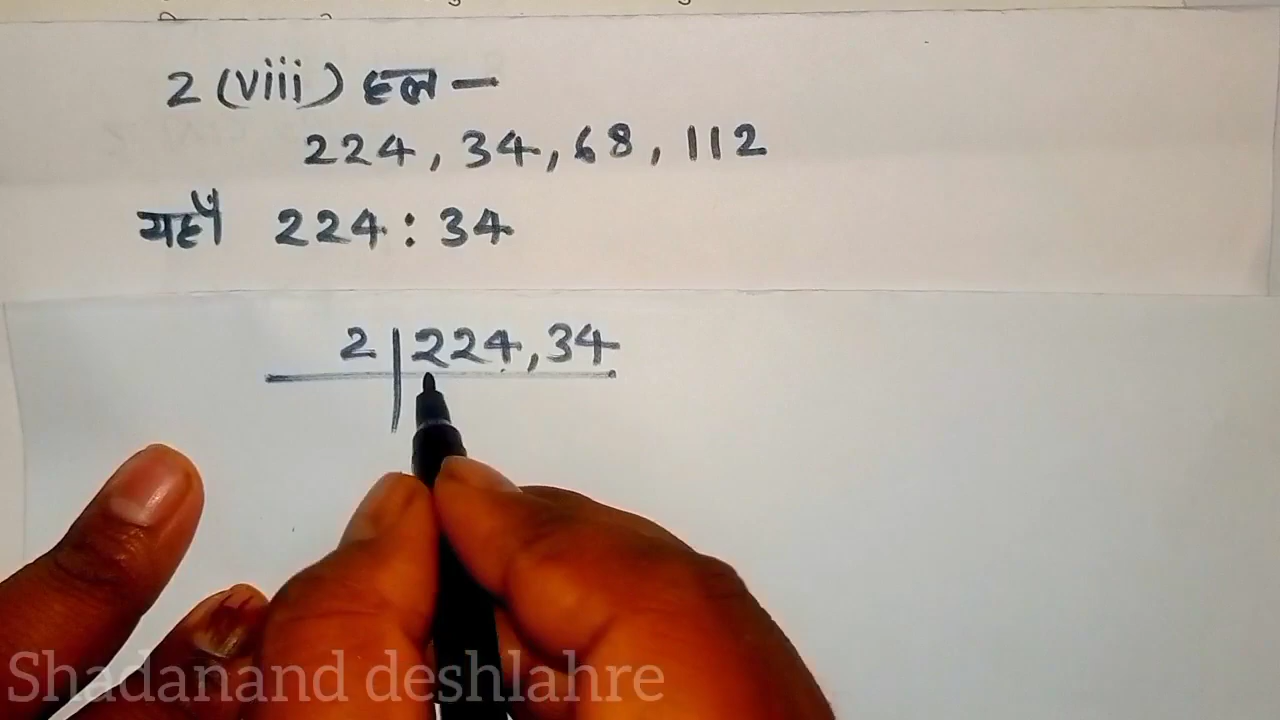 2 (viii) हल –
224, 34, 68, 112
यहाँ 224 : 34
2 | 224, 34
Shadanand deshlahre